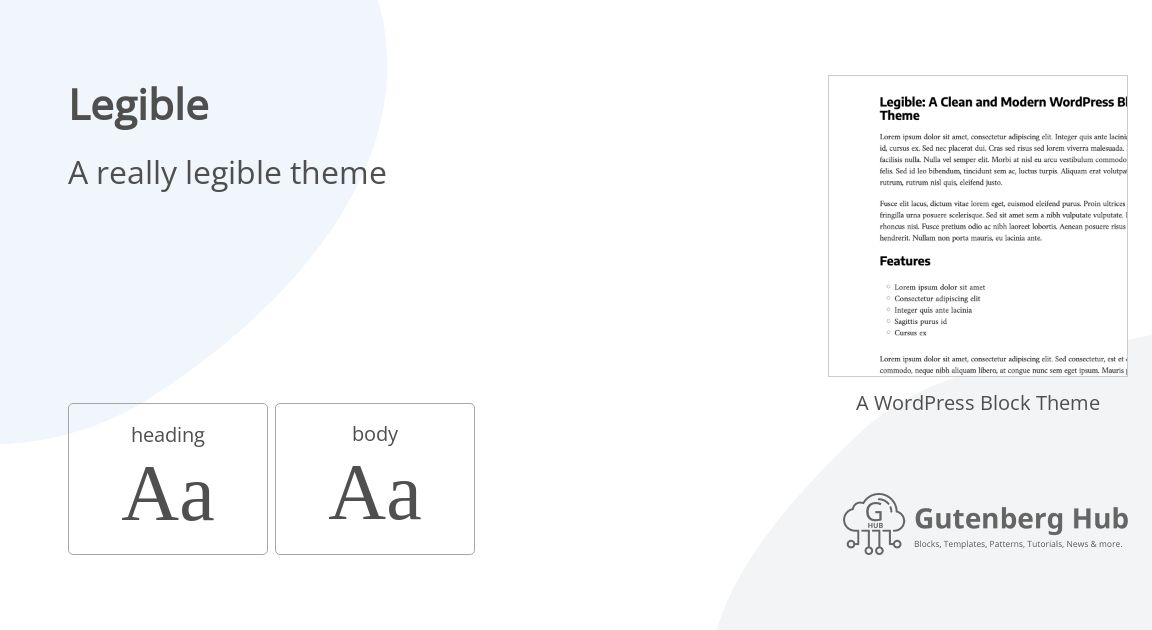 Legible
A really legible theme
heading
Aa
body
Aa
Legible: A Clean and Modern WordPress Bl
Theme
Lorem ipsum dolor sit amet, consectetur adipiscing elit. Integer quis ante
id, cursus ex. Sed nec placerat dui. Cras sed risus sed lorem viverra malesuada.
facilisis nulla. Nulla vel semper elit. Morbi at nisl eu arcu vestibulum commodo
felis. Sed id leo bibendum, tincidunt sem ac, luctus turpis. Aliquam erat
rutrum, rutrum nisl quis, eleifend justo.
Fusce elit lacus, dictum vitae lorem eget, euismod eleifend purus. Proin ultrices
fringilla urna posuere scelerisque. Sed sit amet sem a nibh vulputate vulputate.
rhoncus nisi. Fusce pretium odio ac nibh laoreet lobortis. Aenean posuere risus
hendrerit. Nullam non porta mauris, eu lacinia ante.
Features
Lorem ipsum dolor sit amet
Consectetur adipiscing elit
Integer quis ante lacinia
Sagittis purus id
Cursus ex
Lorem ipsum dolor sit amet, consectetur adipiscing elit. Sed consectetur, est et
commodo, neque nibh aliquam libero, at congue nunc sem eget ipsum. Mauris
A WordPress Block Theme
G
HUB
Gutenberg Hub
Blocks, Templates, Patterns, Tutorials, News & more.